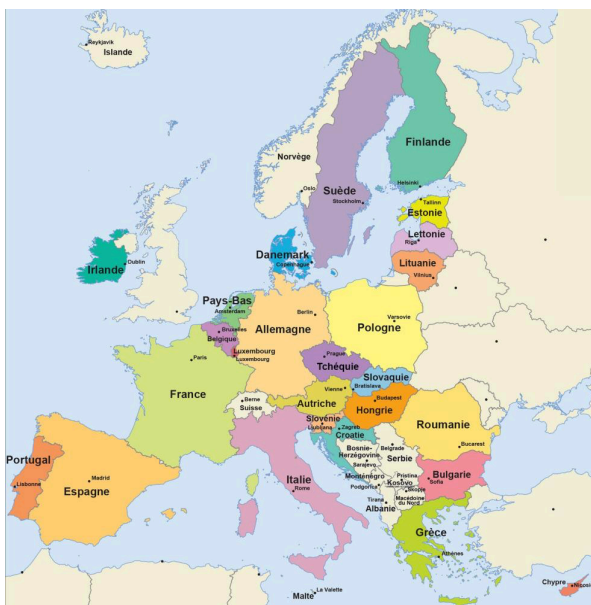 Reykjavik
Islande
Finlande
Norvège
Helsinki
Suède
Oslo
Stockholm
Tallinn
Estonie
Lettonie
Riga
Danemark
Copenhague
Lituanie
Vilnius
Dublin
Irlande
Pays-Bas
Amsterdam
Berlin
Allemagne
Varsovie
Pologne
Bruxelles
Belgique
Luxembourg
Luxembourg
Paris
Prague
Tchéquie
Slovaquie
Bratislava
Vienne
France
Berne
Suisse
Autriche
Budapest
Hongrie
Slovénie
Ljubljana
Zagreb
Croatie
Roumanie
Bucarest
Bosnie-
Herzégovine
Sarajevo
Belgrade
Serbie
Portugal
Lisbonne
Madrid
Espagne
Italie
Rome
Monténégro
Podgorica
Pristina
Kosovo
Bulgarie
Sofia
Skopje
Macédoine
du Nord
Tirana
Albanie
Grèce
Athènes
Malte
La Valette
Chypre
Nicosie